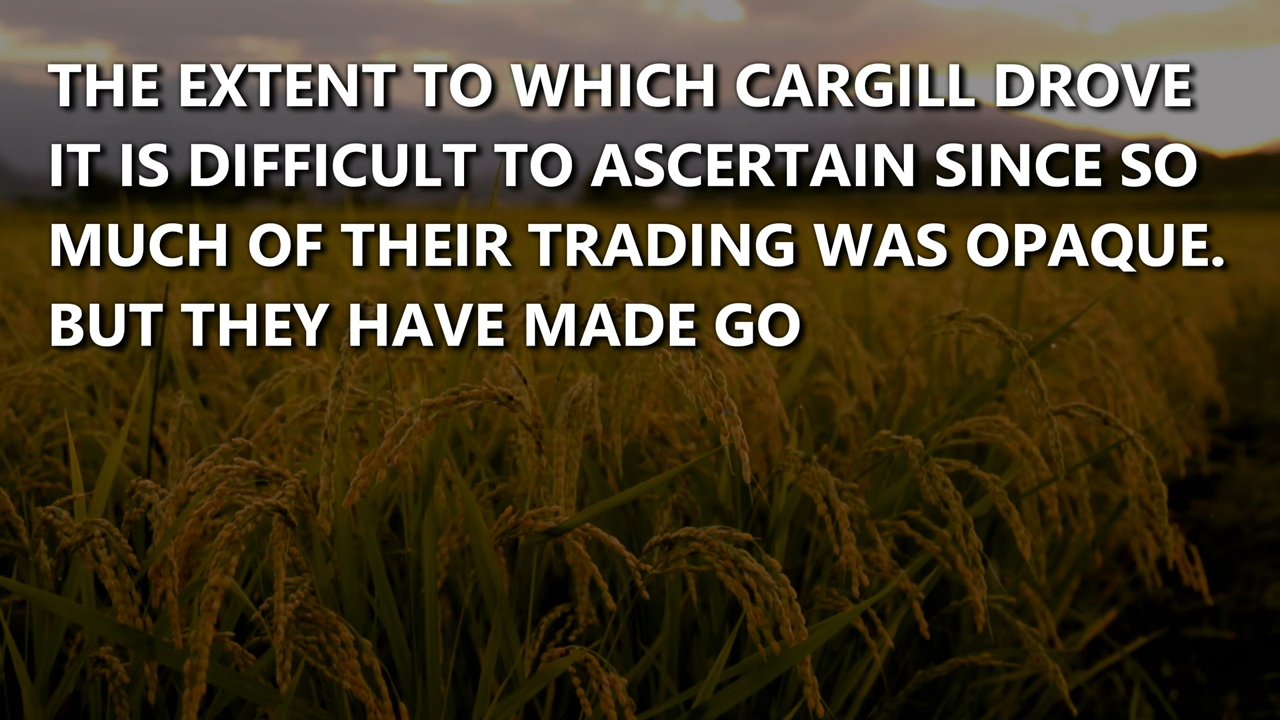 THE EXTENT TO WHICH CARGILL DROVE
IT IS DIFFICULT TO ASCERTAIN SINCE SO
MUCH OF THEIR TRADING WAS OPAQUE.
BUT THEY HAVE MADE GO